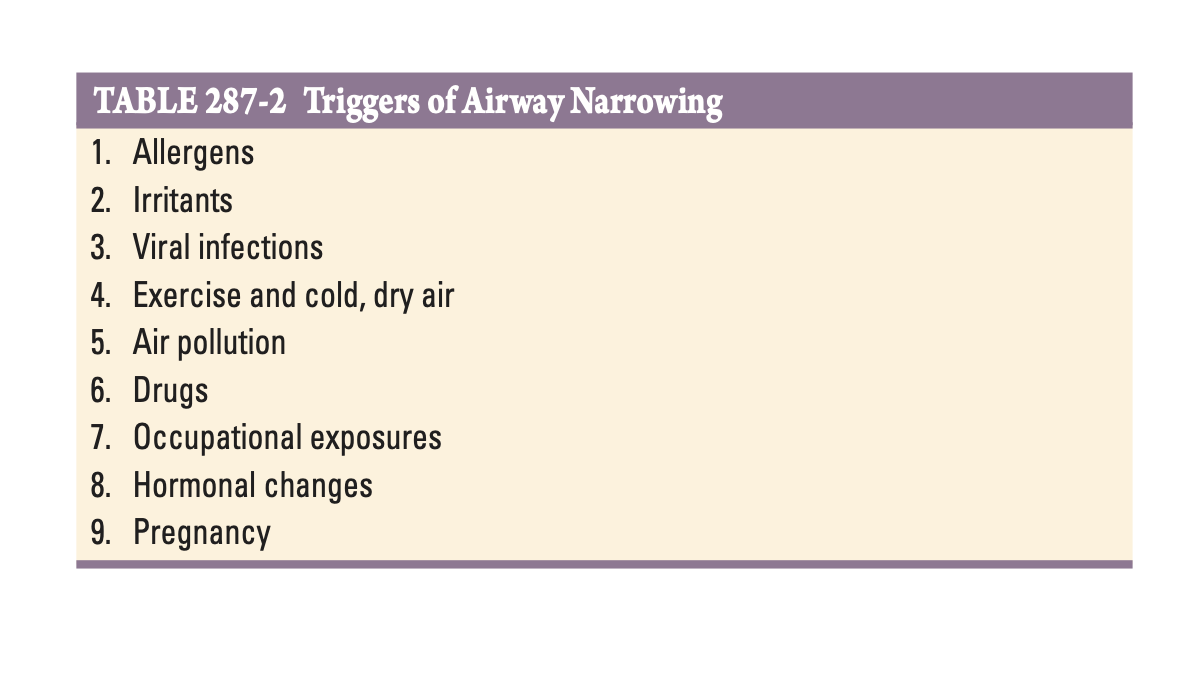 TABLE 287-2 Triggers of Airway Narrowing
1. Allergens
2. Irritants
3. Viral infections
4. Exercise and cold, dry air
5. Air pollution
6. Drugs
7. Occupational exposures
8. Hormonal changes
9. Pregnancy